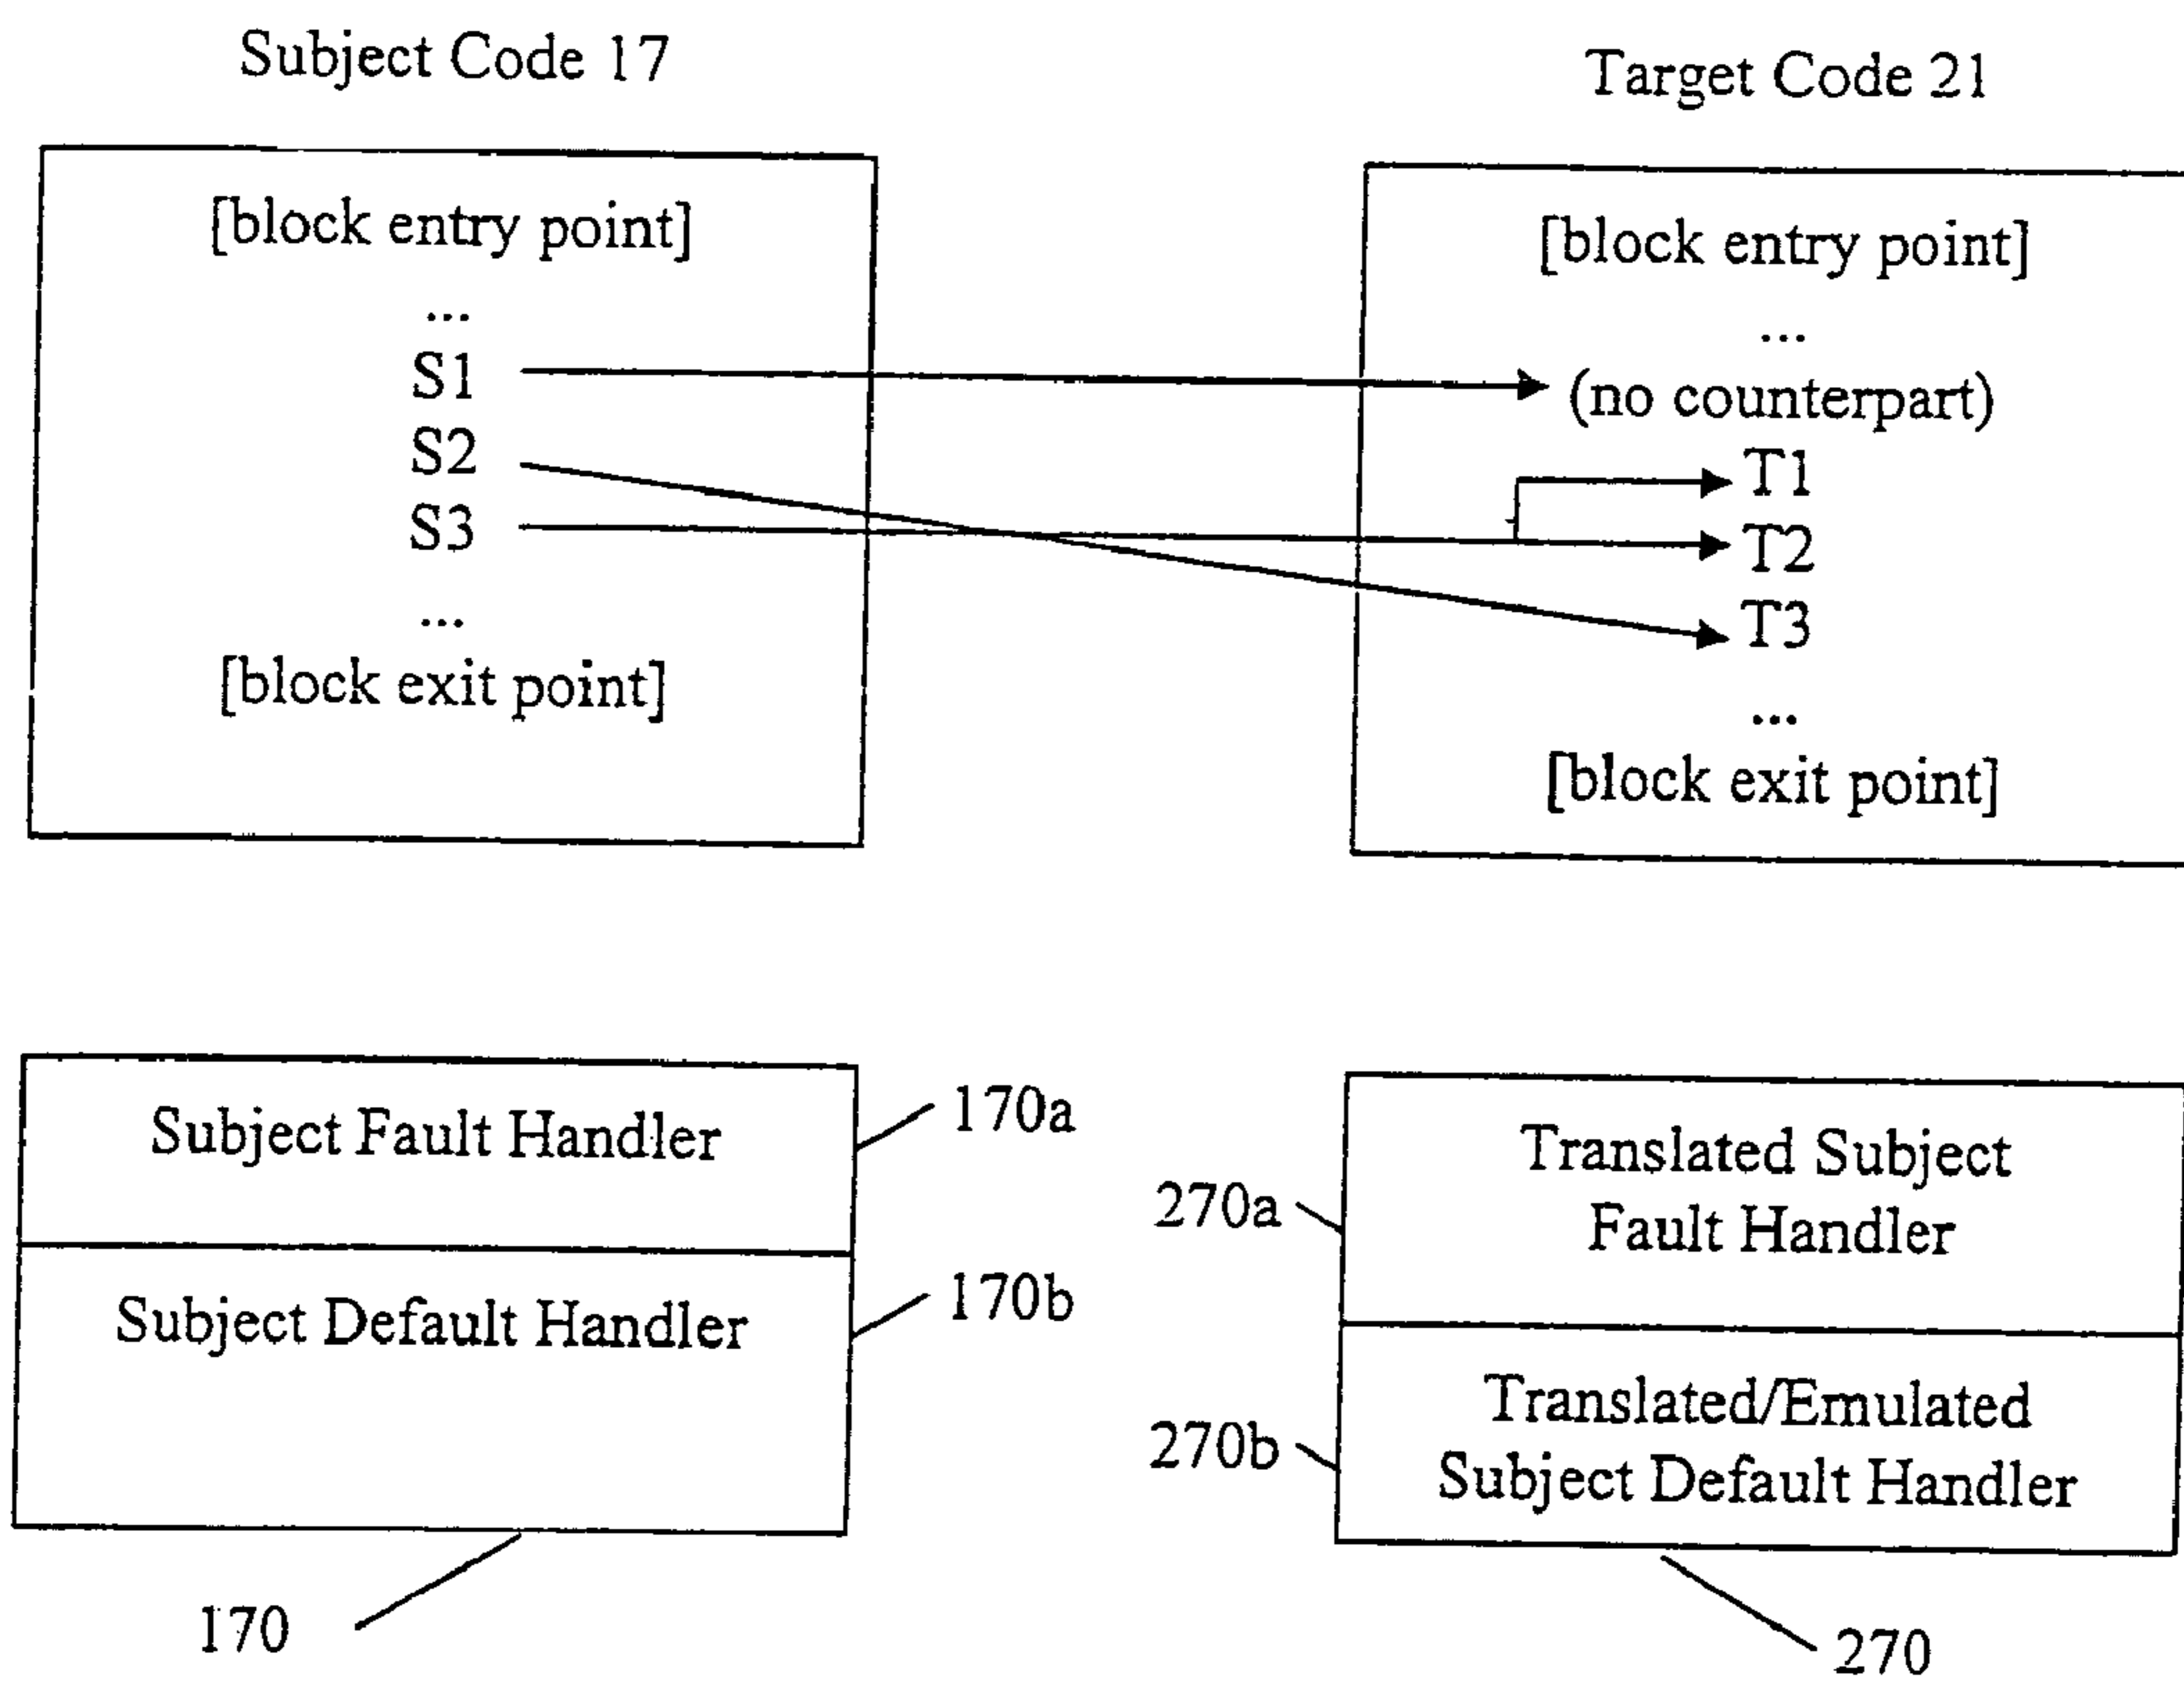 Subject Code 17
[block entry point]
...
S1
S2
S3
...
[block exit point]
Target Code 21
[block entry point]
...
(no counterpart)
T1
T2
T3
...
[block exit point]
Subject Fault Handler
170a
Subject Default Handler
170b
170
270a
Translated Subject
Fault Handler
270b
Translated/Emulated
Subject Default Handler
270